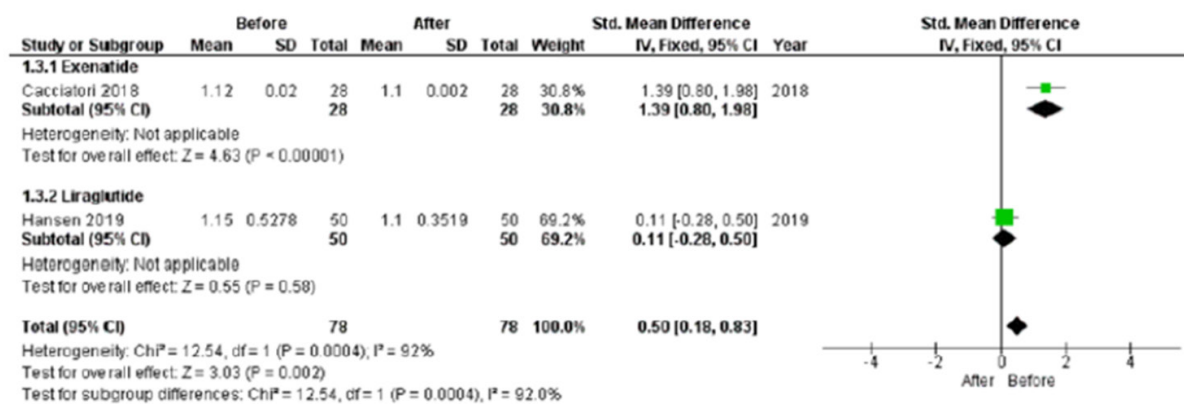 Before After Std. Mean Difference Std. Mean Difference
Study or Subgroup Mean SD Total Mean SD Total Weight IV, Fixed, 95% CI Year IV, Fixed, 95% CI
1.3.1 Exenatide
Cacciatori 2018 1.12 0.02 28 1.1 0.002 28 30.8% 1.39 [0.80, 1.98] 2018
Subtotal (95% CI) 28 28 30.8% 1.39 [0.80, 1.98]
Heterogeneity: Not applicable
Test for overall effect: Z = 4.63 (P < 0.00001)
1.3.2 Liraglutide
Hansen 2019 1.15 0.5278 50 1.1 0.3519 50 69.2% 0.11 [-0.28, 0.50] 2019
Subtotal (95% CI) 50 50 69.2% 0.11 [-0.28, 0.50]
Heterogeneity: Not applicable
Test for overall effect: Z = 0.55 (P = 0.58)
Total (95% CI) 78 78 100.0% 0.50 [0.18, 0.83]
Heterogeneity: Chi² = 12.54, df = 1 (P = 0.0004); I² = 92%
Test for overall effect: Z = 3.03 (P = 0.002)
Test for subgroup differences: Chi² = 12.54, df = 1 (P = 0.0004), I² = 92.0%
-4 -2 0 2 4
After Before